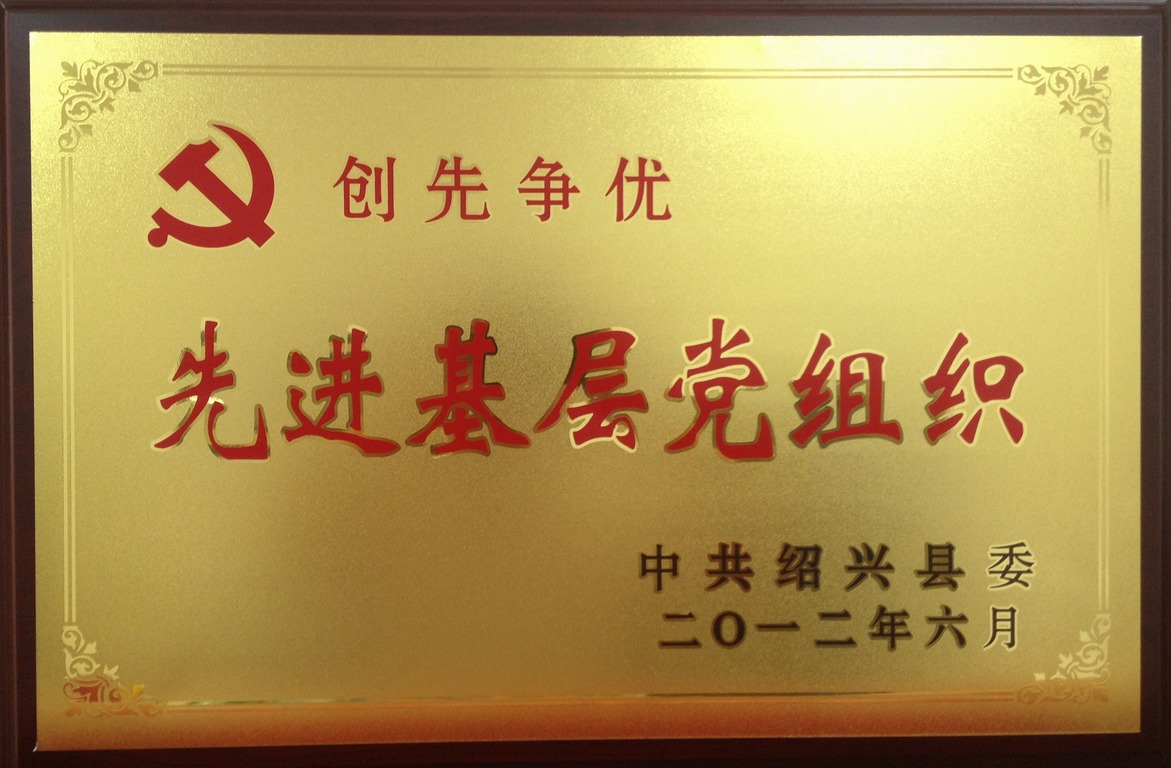 创先争优
先进基层党组织
中共绍兴县委
二〇一二年六月